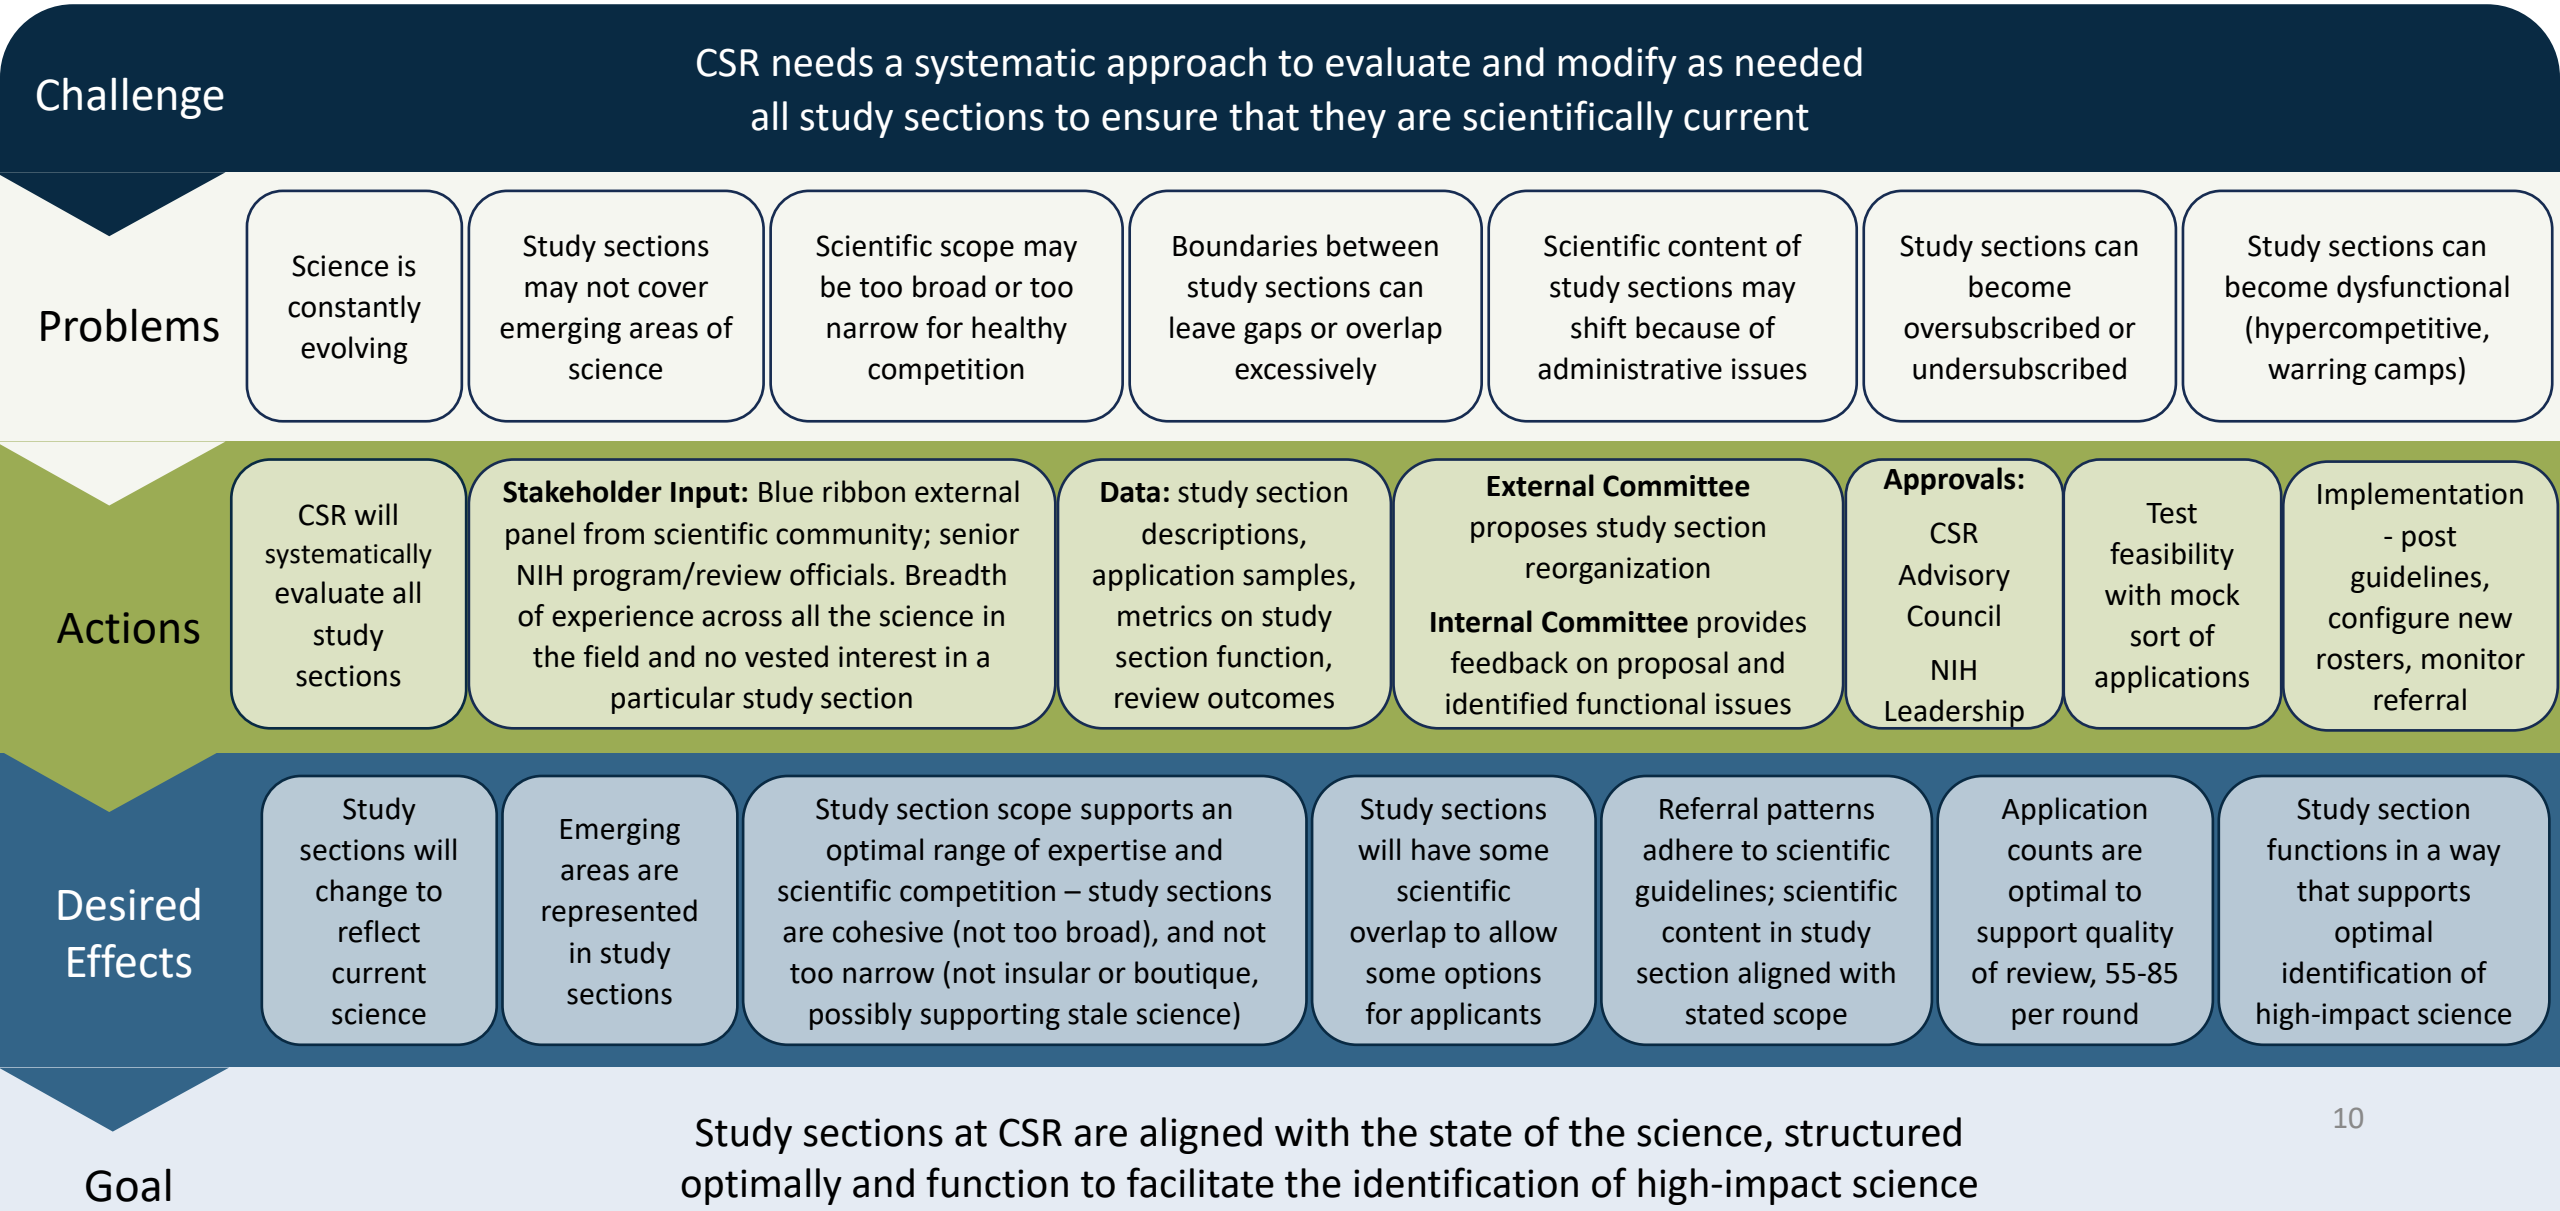 Challenge
CSR needs a systematic approach to evaluate and modify as needed
all study sections to ensure that they are scientifically current
Problems
Science is
constantly
evolving
Study sections
may not cover
emerging areas of
science
Scientific scope may
be too broad or too
narrow for healthy
competition
Boundaries between
study sections can
leave gaps or overlap
excessively
Scientific content of
study sections may
shift because of
administrative issues
Study sections can
become
oversubscribed or
undersubscribed
Study sections can
become dysfunctional
(hypercompetitive,
warring camps)
Actions
CSR will
systematically
evaluate all
study
sections
Stakeholder Input: Blue ribbon external
panel from scientific community; senior
NIH program/review officials. Breadth
of experience across all the science in
the field and no vested interest in a
particular study section
Data: study section
descriptions,
application samples,
metrics on study
section function,
review outcomes
External Committee
proposes study section
reorganization
Internal Committee provides
feedback on proposal and
identified functional issues
Approvals:
CSR
Advisory
Council
NIH
Leadership
Test
feasibility
with mock
sort of
applications
Implementation
- post
guidelines,
configure new
rosters, monitor
referral
Desired
Effects
Study
sections will
change to
reflect
current
science
Emerging
areas are
represented
in study
sections
Study section scope supports an
optimal range of expertise and
scientific competition – study sections
are cohesive (not too broad), and not
too narrow (not insular or boutique,
possibly supporting stale science)
Study sections
will have some
scientific
overlap to allow
some options
for applicants
Referral patterns
adhere to scientific
guidelines; scientific
content in study
section aligned with
stated scope
Application
counts are
optimal to
support quality
of review, 55-85
per round
Study section
functions in a way
that supports
optimal
identification of
high-impact science
Goal
Study sections at CSR are aligned with the state of the science, structured
optimally and function to facilitate the identification of high-impact science
10